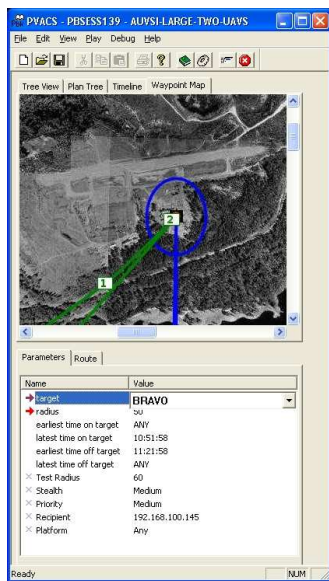 PVACS - PBSESS139 - AUVSI-LARGE-TWO-UAVS
File Edit View Play Debug Help
Tree View Plan Tree Timeline Waypoint Map
2
1
Parameters Route
Name Value
target BRAVO
radius 50
earliest time on target ANY
latest time on target 10:51:58
earliest time off target 11:21:58
latest time off target ANY
Test Radius 60
Stealth Medium
Priority Medium
Recipient 192.168.100.145
Platform Any
Ready NUM